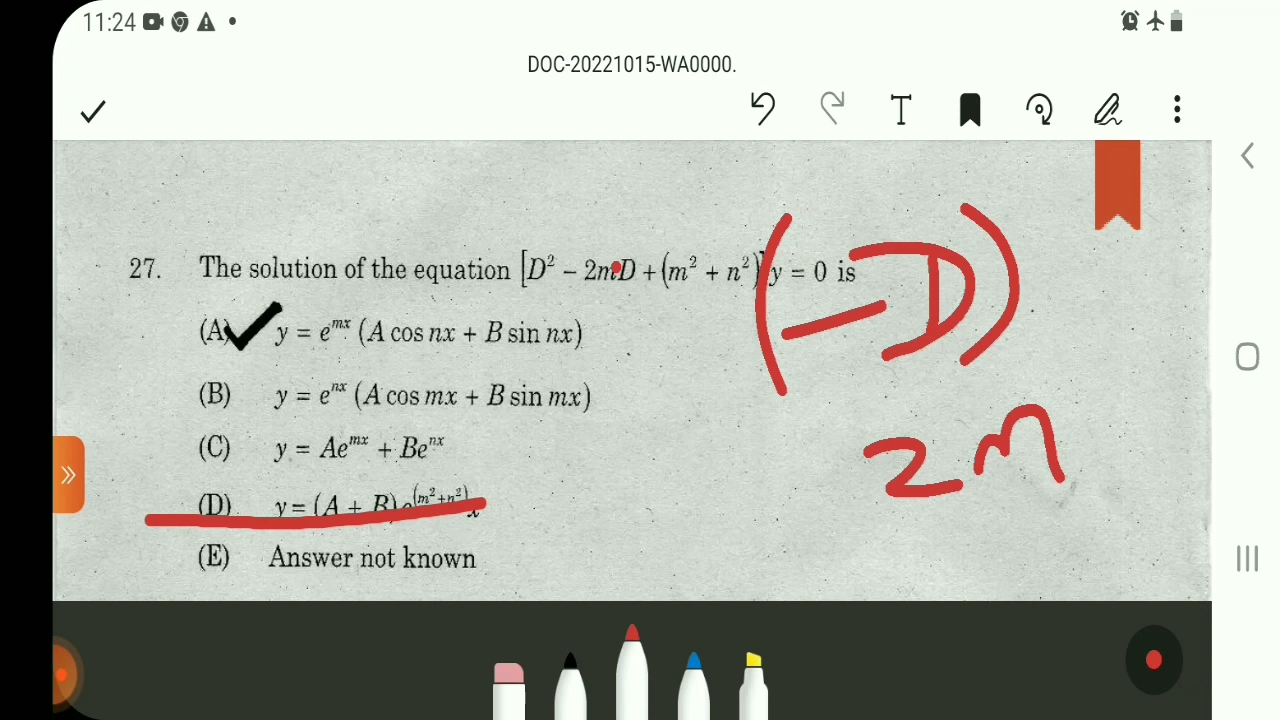 11:24
DOC-20221015-WA0000.
T
27. The solution of the equation [D² − 2mD + (m² + n²)] y = 0 is
(A) y = e^{mx} (A cos nx + B sin nx)
(B) y = e^{nx} (A cos mx + B sin mx)
(C) y = Ae^{mx} + Be^{nx}
(D) y = (A + B) e^{(m²+n²)x}
(E) Answer not known
(−D)
2m